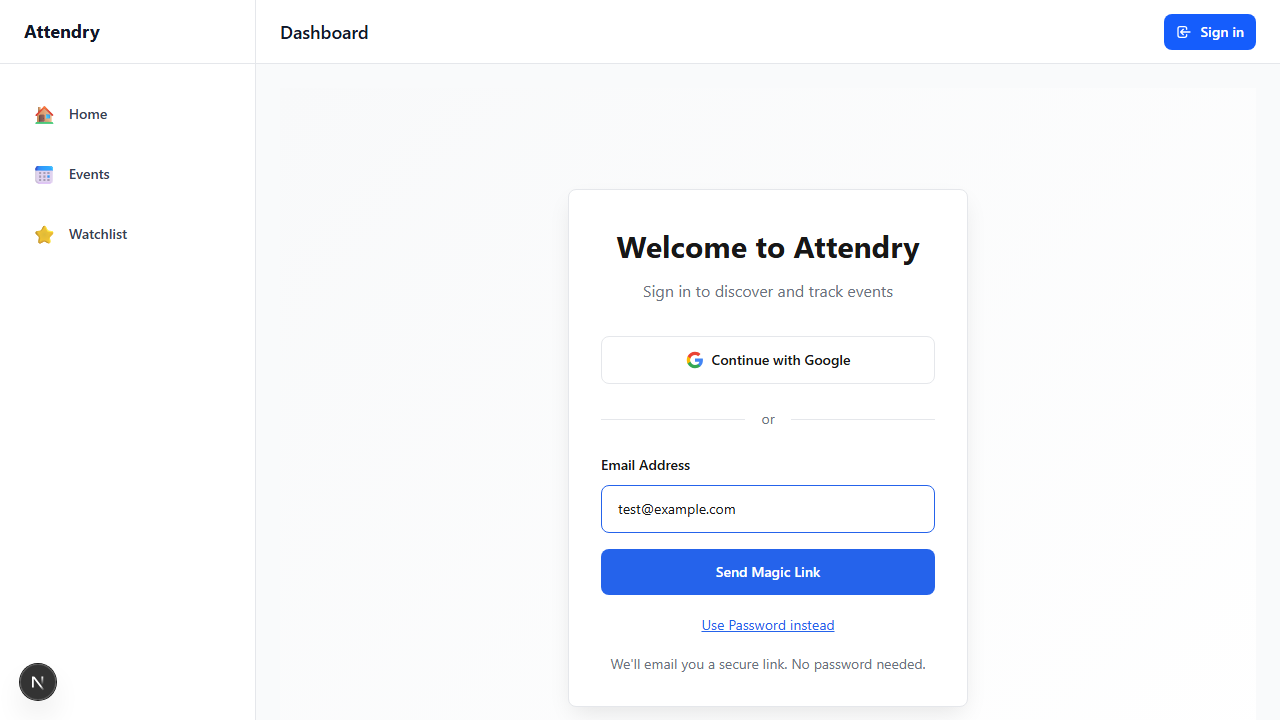 Attendry
Dashboard
Sign in
Home
Events
Watchlist
Welcome to Attendry
Sign in to discover and track events
Continue with Google
or
Email Address
test@example.com
Send Magic Link
Use Password instead
We'll email you a secure link. No password needed.
N